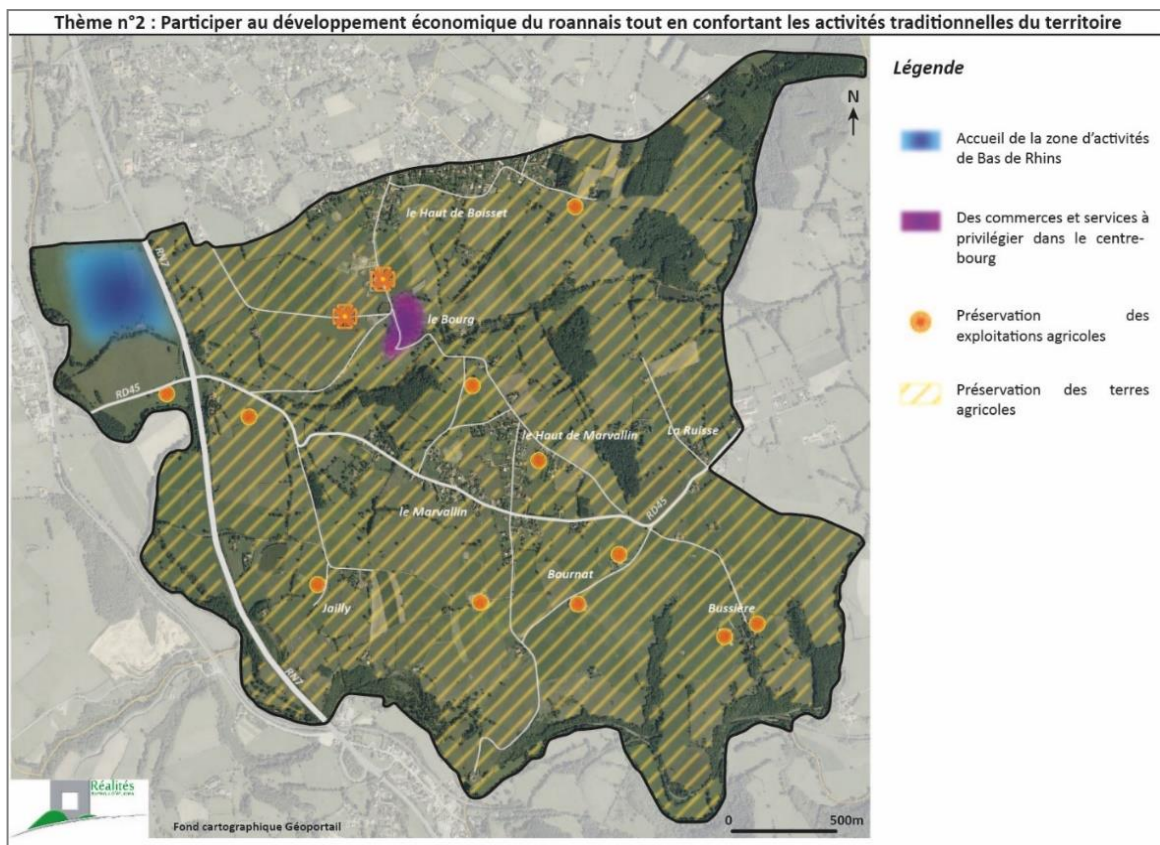 Thème n°2 : Participer au développement économique du roannais tout en confortant les activités traditionnelles du territoire
Légende
N
Accueil de la zone d'activités
de Bas de Rhins
Des commerces et services à
privilégier dans le centre-
bourg
Préservation des
exploitations agricoles
Préservation des terres
agricoles
le Haut de Boisset
RN7
le Bourg
RD45
le Haut de Marvallin
La Ruisse
le Marvallin
RD45
Bournat
Jailly
Bussière
RN7
Réalités
Fond cartographique Géoportail
0 500m